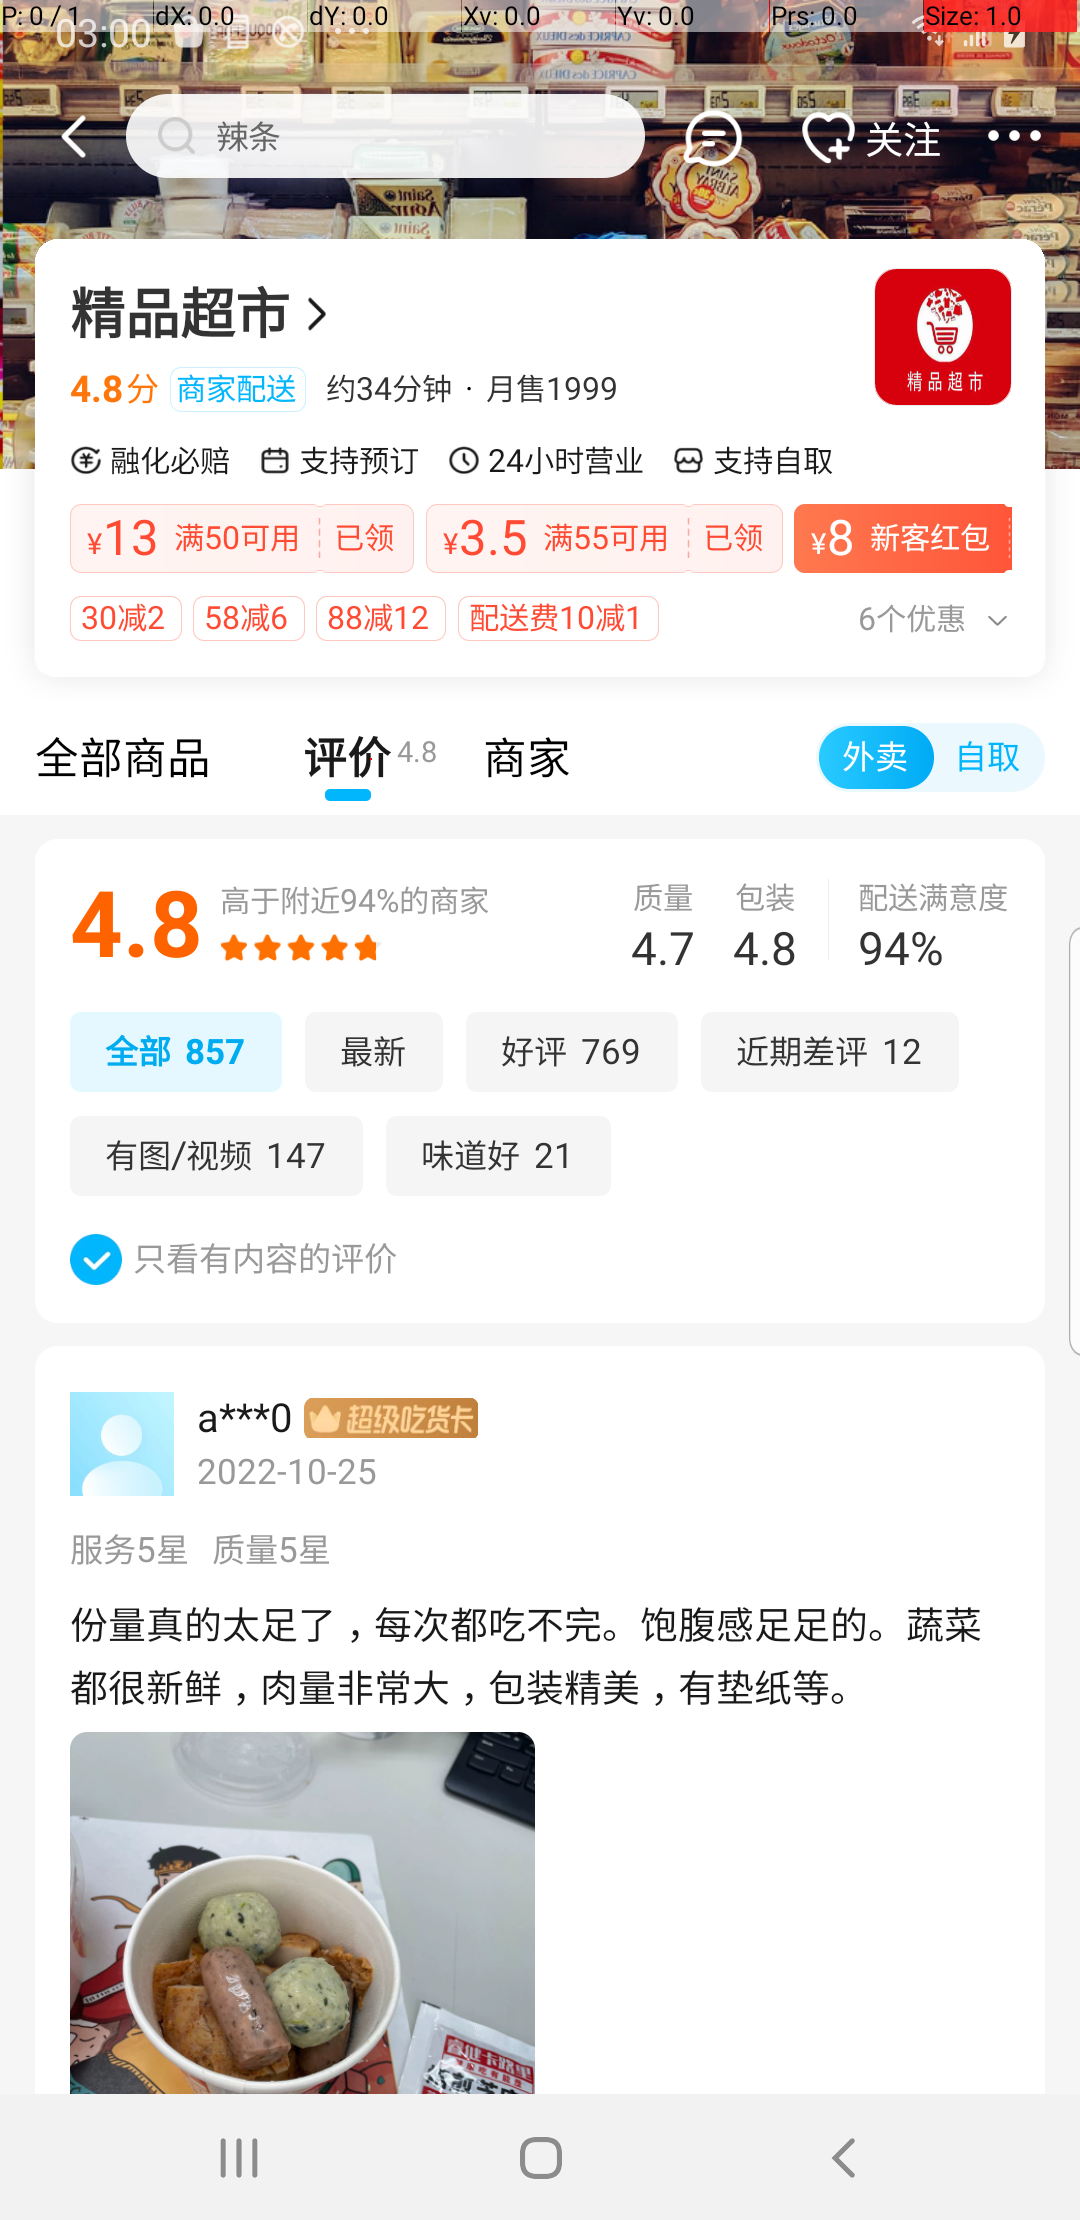 P: 0 / 1 dX: 0.0 dY: 0.0 Xv: 0.0 Yv: 0.0 Prs: 0.0 Size: 1.0
03:00
辣条 关注
精品超市
精品超市
4.8分 商家配送 约34分钟 · 月售1999
融化必赔 支持预订 24小时营业 支持自取
¥13 满50可用 已领 ¥3.5 满55可用 已领 ¥8 新客红包
30减2 58减6 88减12 配送费10减1 6个优惠
全部商品 评价 4.8 商家 外卖 自取
4.8 高于附近94%的商家
质量 包装 配送满意度
4.7 4.8 94%
全部 857 最新 好评 769 近期差评 12
有图/视频 147 味道好 21
只看有内容的评价
a***0 超级吃货卡
2022-10-25
服务5星 质量5星
份量真的太足了，每次都吃不完。饱腹感足足的。蔬菜
都很新鲜，肉量非常大，包装精美，有垫纸等。